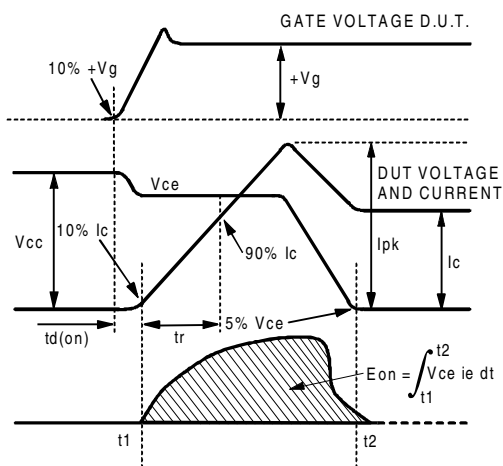 GATE VOLTAGE D.U.T.
10% +Vg
+Vg
DUT VOLTAGE
AND CURRENT
Vce
Vcc
10% Ic
90% Ic
Ipk
Ic
td(on)
tr
5% Vce
Eon = ∫ Vce ie dt
t2
t1
t1
t2